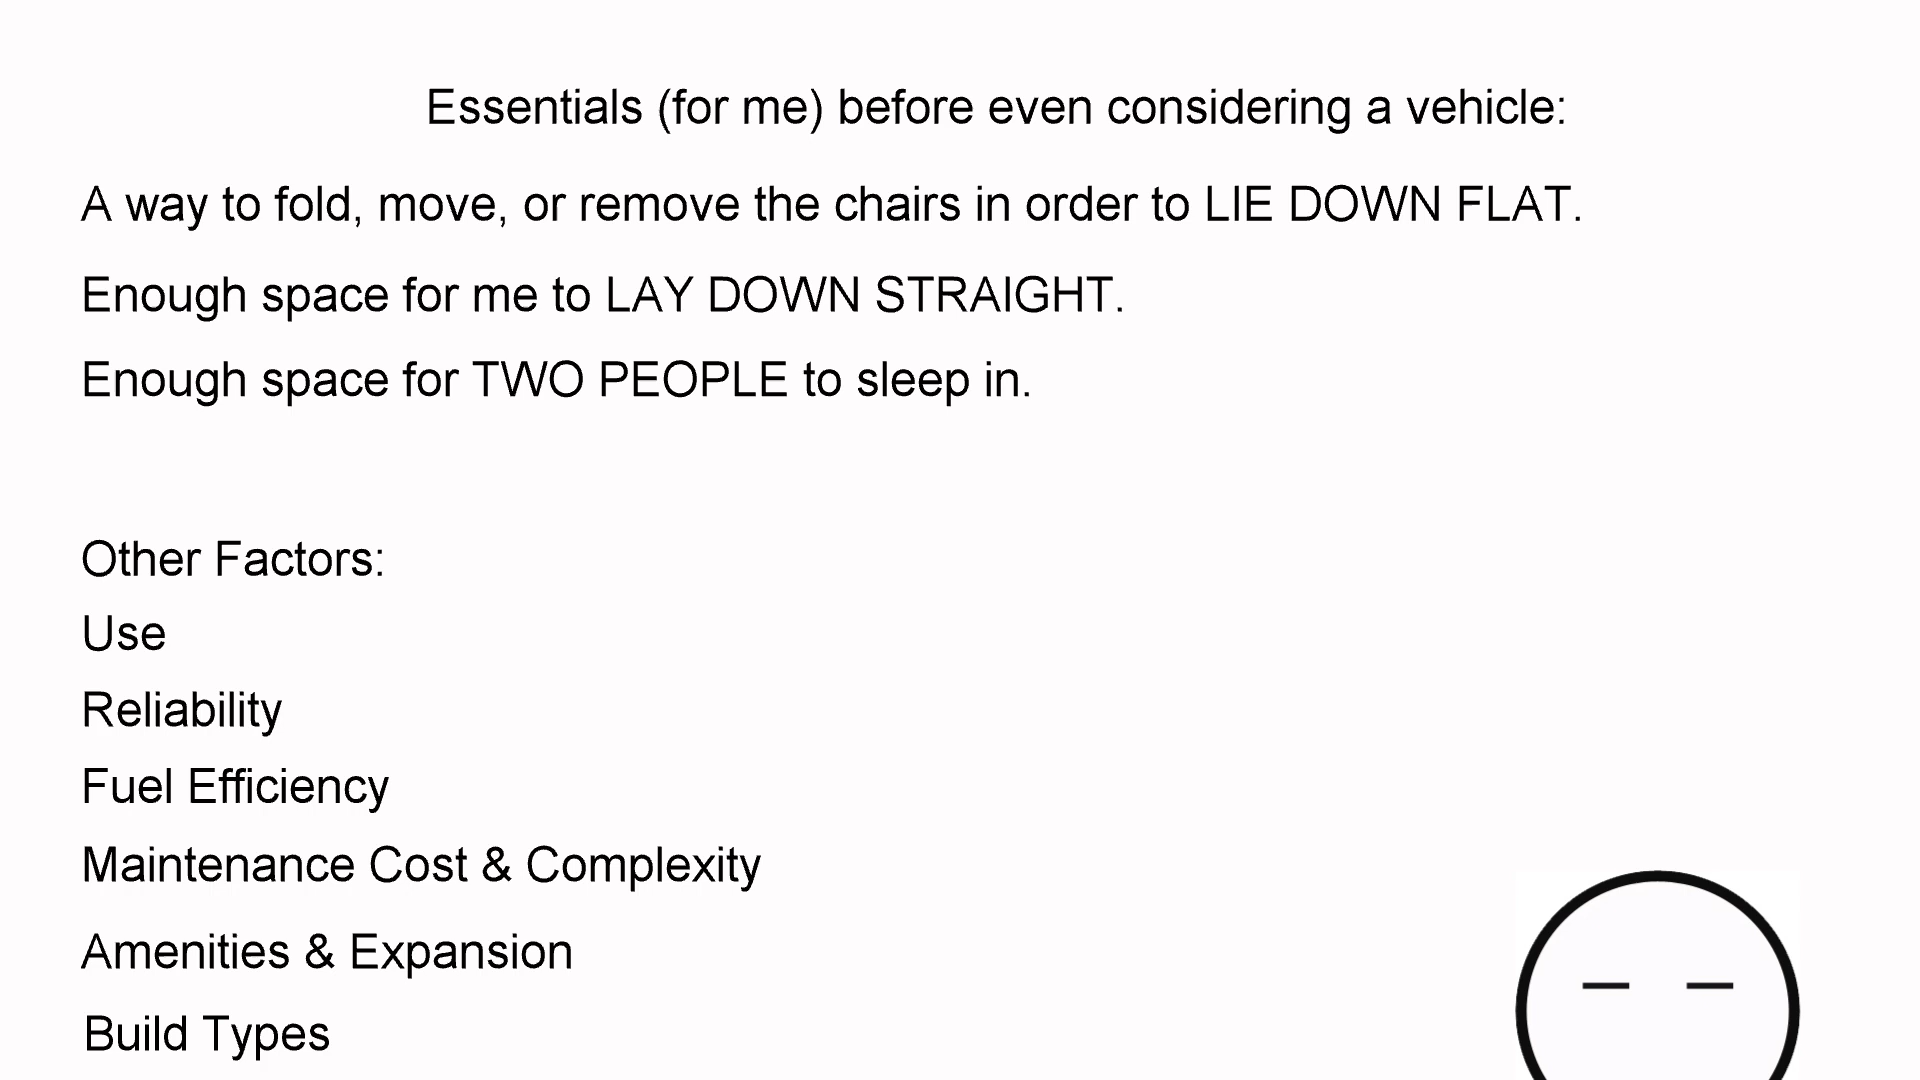 Essentials (for me) before even considering a vehicle:
A way to fold, move, or remove the chairs in order to LIE DOWN FLAT.
Enough space for me to LAY DOWN STRAIGHT.
Enough space for TWO PEOPLE to sleep in.
Other Factors:
Use
Reliability
Fuel Efficiency
Maintenance Cost & Complexity
Amenities & Expansion
Build Types